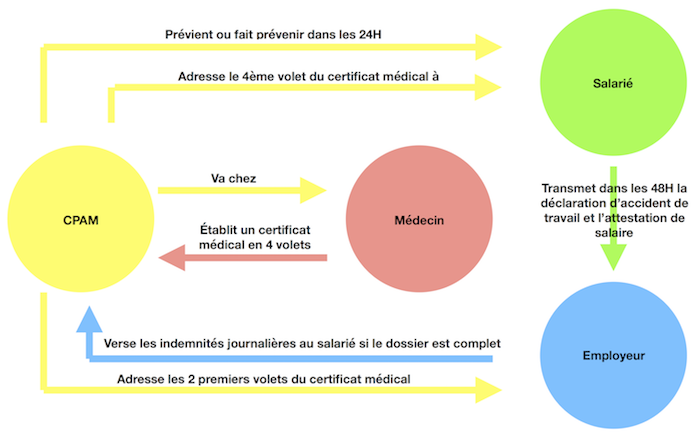 Prévient ou fait prévenir dans les 24H
Adresse le 4ème volet du certificat médical à
Salarié
Va chez
CPAM
Médecin
Établit un certificat
médical en 4 volets
Transmet dans les 48H la
déclaration d'accident de
travail et l'attestation de
salaire
Verse les indemnités journalières au salarié si le dossier est complet
Employeur
Adresse les 2 premiers volets du certificat médical